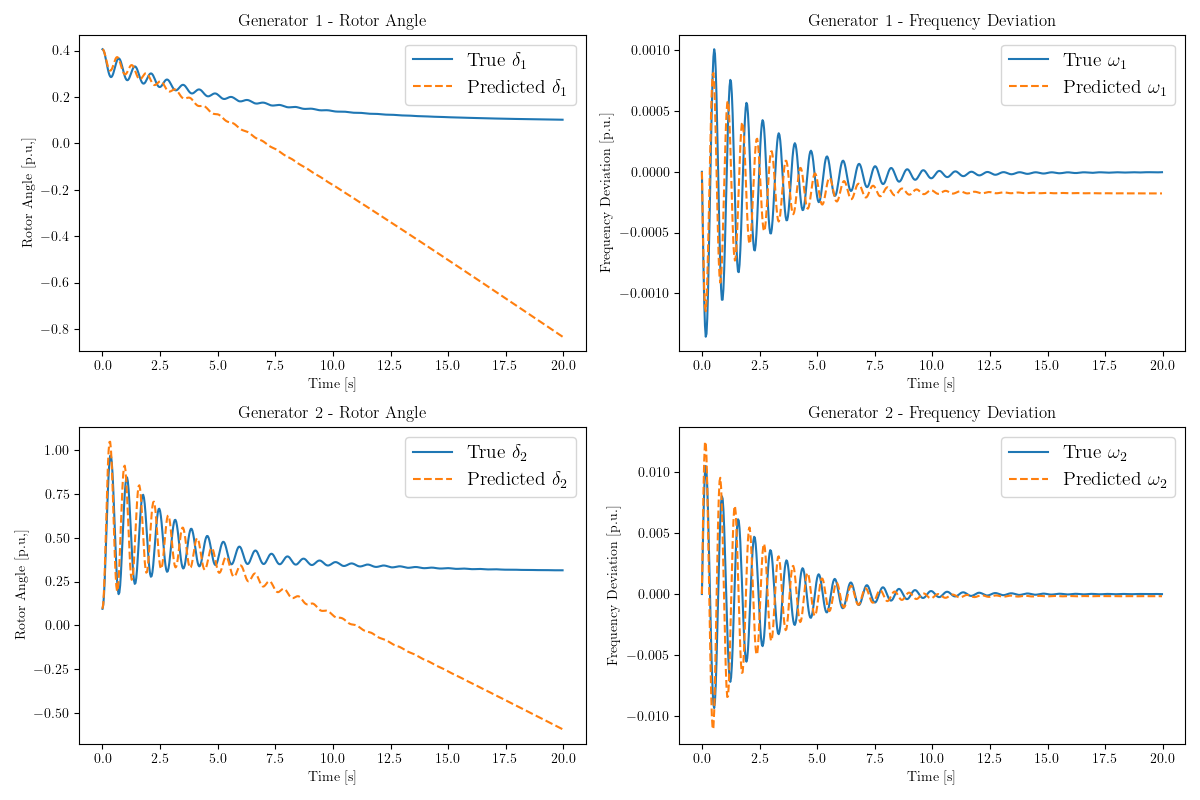 Generator 1 - Rotor Angle
Rotor Angle [p.u.]
0.4
0.2
0.0
−0.2
−0.4
−0.6
−0.8
True δ₁
Predicted δ₁
0.0 2.5 5.0 7.5 10.0 12.5 15.0 17.5 20.0
Time [s]
Generator 1 - Frequency Deviation
Frequency Deviation [p.u.]
0.0010
0.0005
0.0000
−0.0005
−0.0010
True ω₁
Predicted ω₁
0.0 2.5 5.0 7.5 10.0 12.5 15.0 17.5 20.0
Time [s]
Generator 2 - Rotor Angle
Rotor Angle [p.u.]
1.00
0.75
0.50
0.25
0.00
−0.25
−0.50
True δ₂
Predicted δ₂
0.0 2.5 5.0 7.5 10.0 12.5 15.0 17.5 20.0
Time [s]
Generator 2 - Frequency Deviation
Frequency Deviation [p.u.]
0.010
0.005
0.000
−0.005
−0.010
True ω₂
Predicted ω₂
0.0 2.5 5.0 7.5 10.0 12.5 15.0 17.5 20.0
Time [s]